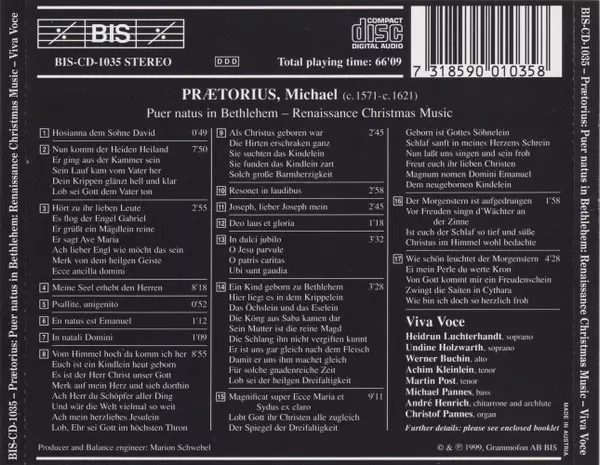 BIS-CD-1035 – Prætorius: Puer natus in Bethlehem: Renaissance Christmas Music – Viva Voce
BIS
BIS-CD-1035 STEREO
DDD
COMPACT
disc
DIGITAL AUDIO
Total playing time: 66'09
7 318590 010358
PRÆTORIUS, Michael (c.1571-c.1621)
Puer natus in Bethlehem – Renaissance Christmas Music
1 Hosianna dem Sohne David 0'49
2 Nun komm der Heiden Heiland 7'50
Er ging aus der Kammer sein
Sein Lauf kam vom Vater her
Dein Krippen glänzt hell und klar
Lob sei Gott dem Vater ton
3 Hört zu ihr lieben Leute 2'55
Es flog der Engel Gabriel
Er grüßt ein Mägdlein reine
Er sagt Ave Maria
Ach lieber Engl wie möcht das sein
Merk von dem heilgen Geiste
Ecce ancilla domini
4 Meine Seel erhebt den Herren 8'18
5 Psallite, unigenito 0'52
6 En natus est Emanuel 1'12
7 In natali Domini 1'09
8 Vom Himmel hoch da komm ich her 8'55
Euch ist ein Kindlein heut geborn
Es ist der Herr Christ unser Gott
Merk auf mein Herz und sieh dorthin
Ach Herr du Schöpfer aller Ding
Und wär die Welt vielmal so weit
Ach mein herzliebes Jesulein
Lob, Ehr sei Gott im höchsten Thron
9 Als Christus geboren war 2'45
Die Hirten erschraken ganz
Sie suchten das Kindelein
Sie funden das Kindlein zart
Solch große Barmherzigkeit
10 Resonet in laudibus 2'58
11 Joseph, lieber Joseph mein 2'45
12 Deo laus et gloria 1'18
13 In dulci jubilo 3'32
O Jesu parvule
O patris caritas
Ubi sunt gaudia
14 Ein Kind geborn zu Bethlehem 3'28
Hier liegt es in dem Krippelein
Das Öchslein und das Eselein
Die Köng aus Saba kamen dar
Sein Mutter ist die reine Magd
Die Schlang ihn nicht vergiften kunnt
Er ist uns gar gleich nach dem Fleisch
Damit er uns ihm machet gleich
Für solche gnadenreiche Zeit
Lob sei der heilgen Dreifaltigkeit
15 Magnificat super Ecce Maria et 9'11
Sydus ex claro
Lobt Gott ihr Christen alle zugleich
Der Spiegel der Dreifaltigkeit
Geborn ist Gottes Söhnelein
Schlaf sanft in meines Herzens Schrein
Nun laßt uns singen und sein froh
Freut euch ihr lieben Christen
Magnum nomen Domini Emanuel
Dem neugebornen Kindelein
16 Der Morgenstern ist aufgedrungen 1'58
Vor Freuden singn d'Wächter an
der Zinne
Ist euch der Schlaf so tief und süße
Christus im Himmel wohl bedachte
17 Wie schön leuchtet der Morgenstern 4'28
Ei mein Perle du werte Kron
Von Gott kommt mir ein Freudenschein
Zwingt die Saiten in Cythara
Wie bin ich doch so herzlich froh
Viva Voce
Heidrun Luchterhandt, soprano
Undine Holzwarth, soprano
Werner Buchin, alto
Achim Kleinlein, tenor
Martin Post, tenor
Michael Pannes, bass
André Henrich, chitarrone and archlute
Christof Pannes, organ
Further details: please see enclosed booklet
Producer and Balance engineer: Marion Schwebel
© & ℗ 1999, Grammofon AB BIS
MADE IN AUSTRIA
BIS-CD-1035 – Prætorius: Puer natus in Bethlehem: Renaissance Christmas Music – Viva Voce